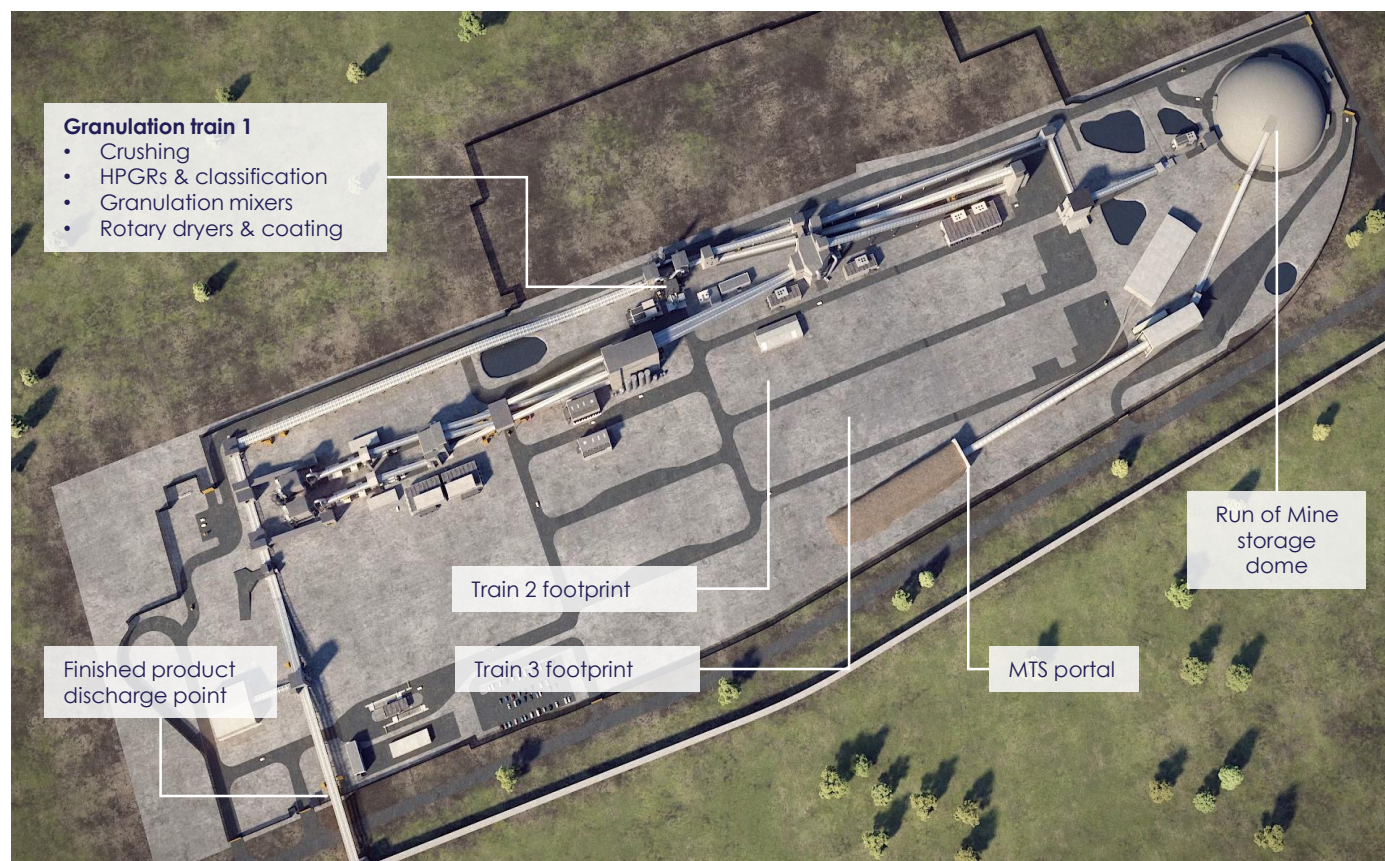 Granulation train 1
• Crushing
• HPGRs & classification
• Granulation mixers
• Rotary dryers & coating
Train 2 footprint
Run of Mine
storage
dome
Finished product
discharge point
Train 3 footprint
MTS portal